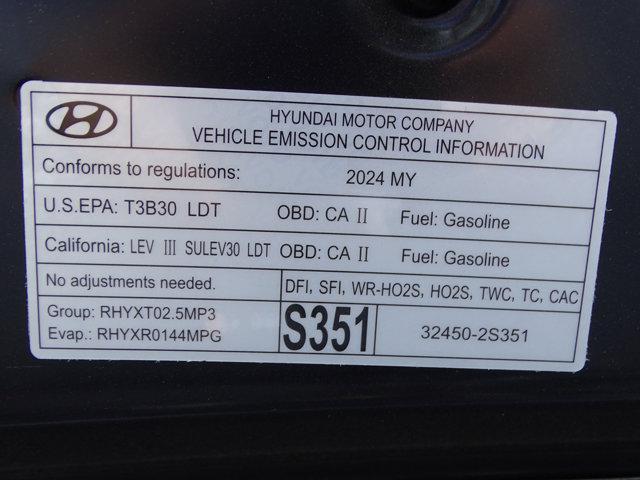 HYUNDAI MOTOR COMPANY
VEHICLE EMISSION CONTROL INFORMATION
Conforms to regulations: 2024 MY
U.S.EPA: T3B30 LDT OBD: CA II Fuel: Gasoline
California: LEV III SULEV30 LDT OBD: CA II Fuel: Gasoline
No adjustments needed. DFI, SFI, WR-HO2S, HO2S, TWC, TC, CAC
Group: RHYXT02.5MP3
Evap.: RHYXR0144MPG
S351 32450-2S351